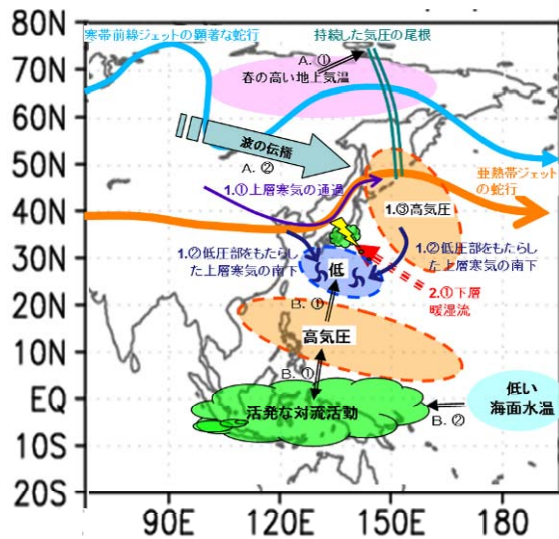 80N
70N
60N
50N
40N
30N
20N
10N
EQ
10S
20S
90E
120E
150E
180
寒帯前線ジェットの顕著な蛇行
持続した気圧の尾根
A. ①
春の高い地上気温
波の伝播
A. ②
亜熱帯ジェット
の蛇行
1.①上層寒気の通過
1.③高気圧
1.②低圧部をもたらし
た上層寒気の南下
1.②低圧部をもたらし
た上層寒気の南下
低
2.①下層
暖湿流
B. ①
高気圧
B. ①
活発な対流活動
低い
海面水温
B. ②